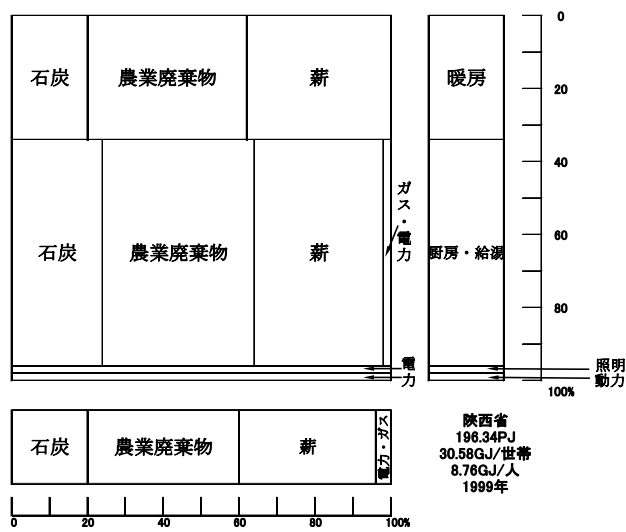 石炭
農業廃棄物
薪
暖房
0
20
40
60
80
100%
石炭
農業廃棄物
薪
ガス・電力
厨房・給湯
電力
照明
動力
石炭
農業廃棄物
薪
電力・ガス
陝西省
196.34PJ
30.58GJ/世帯
8.76GJ/人
1999年
0
20
40
60
80
100%